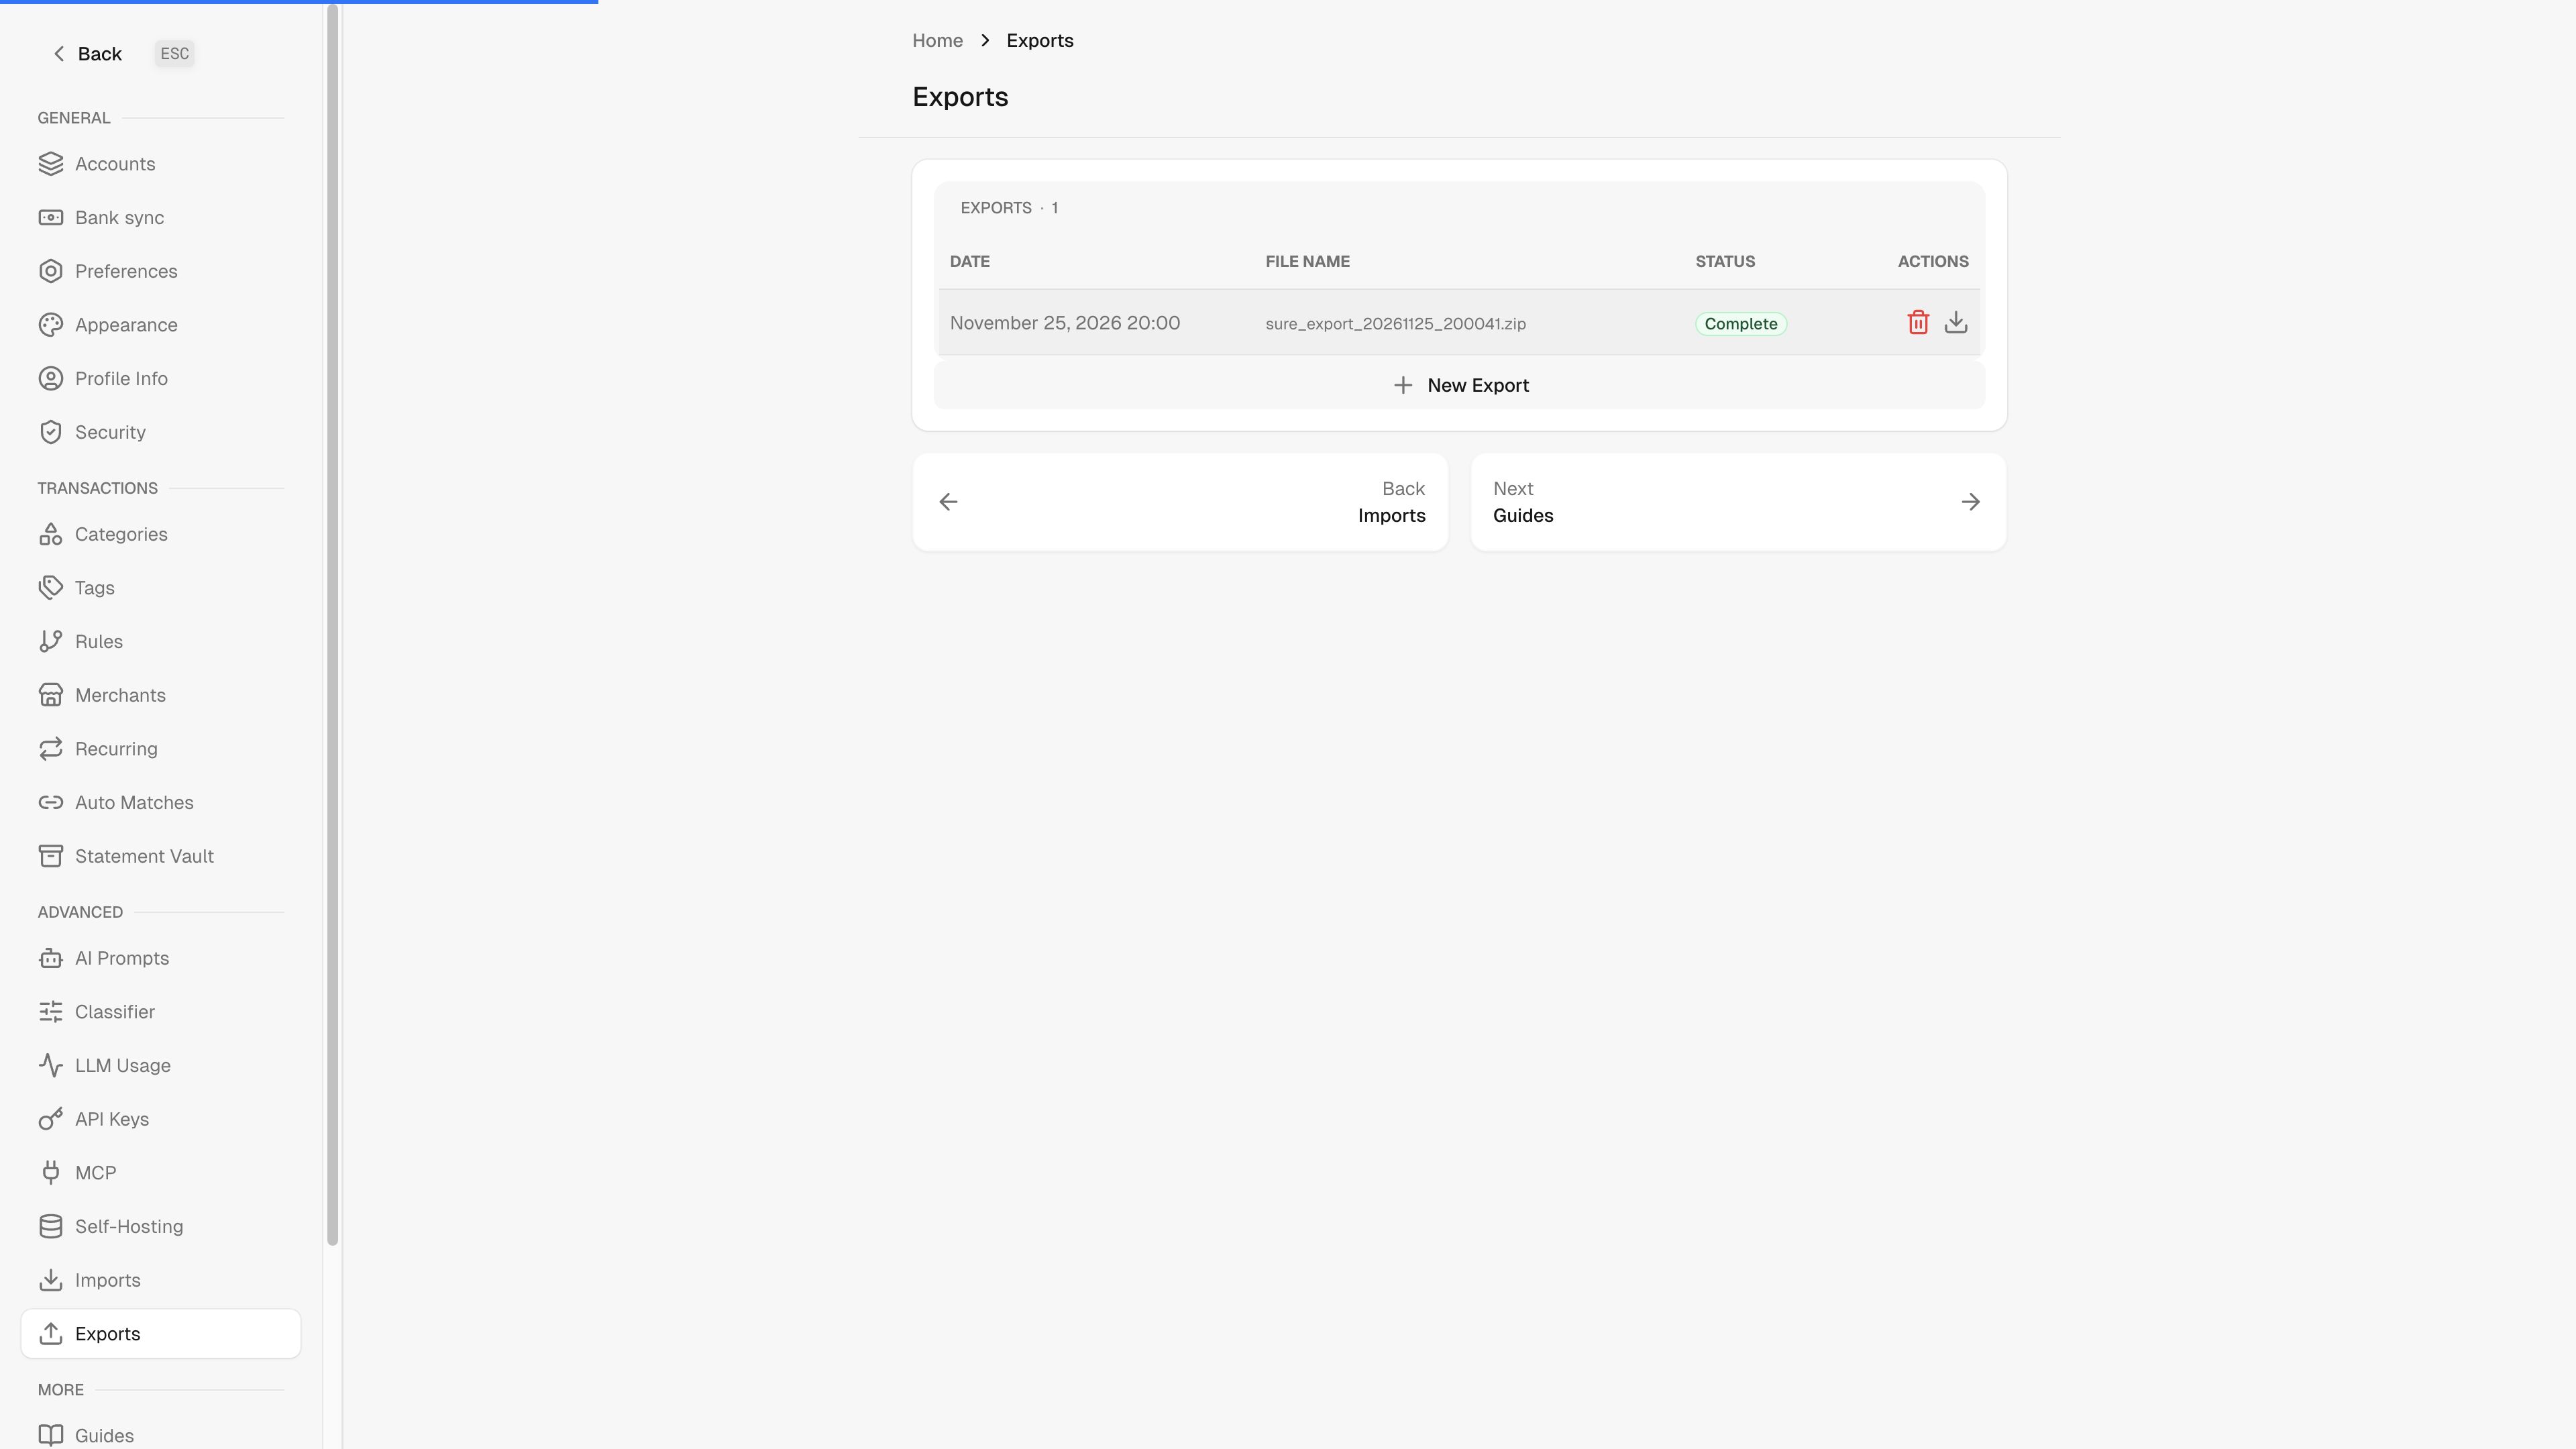 Back ESC
GENERAL
Accounts
Bank sync
Preferences
Appearance
Profile Info
Security
TRANSACTIONS
Categories
Tags
Rules
Merchants
Recurring
Auto Matches
Statement Vault
ADVANCED
AI Prompts
Classifier
LLM Usage
API Keys
MCP
Self-Hosting
Imports
Exports
MORE
Guides
Home > Exports
Exports
EXPORTS · 1
DATE FILE NAME STATUS ACTIONS
November 25, 2026 20:00 sure_export_20261125_200041.zip Complete
New Export
Back
Imports
Next
Guides